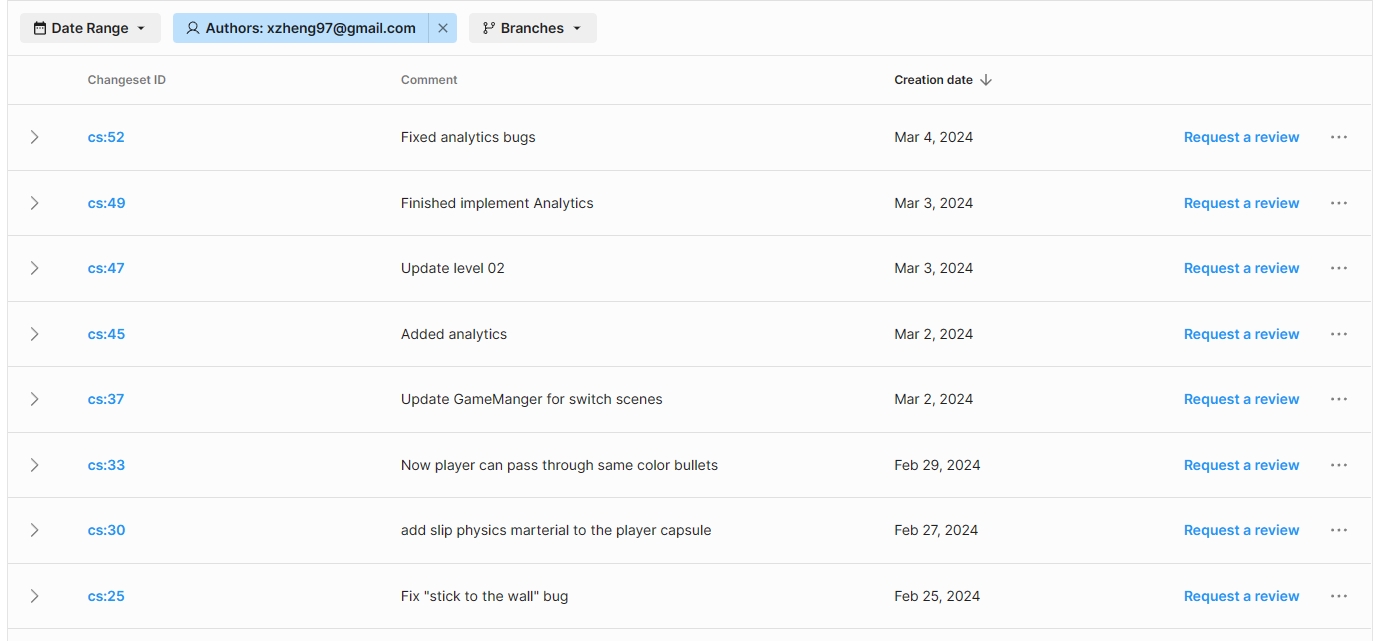 Date Range Authors: xzheng97@gmail.com Branches
Changeset ID Comment Creation date
cs:52 Fixed analytics bugs Mar 4, 2024 Request a review
cs:49 Finished implement Analytics Mar 3, 2024 Request a review
cs:47 Update level 02 Mar 3, 2024 Request a review
cs:45 Added analytics Mar 2, 2024 Request a review
cs:37 Update GameManger for switch scenes Mar 2, 2024 Request a review
cs:33 Now player can pass through same color bullets Feb 29, 2024 Request a review
cs:30 add slip physics marterial to the player capsule Feb 27, 2024 Request a review
cs:25 Fix "stick to the wall" bug Feb 25, 2024 Request a review